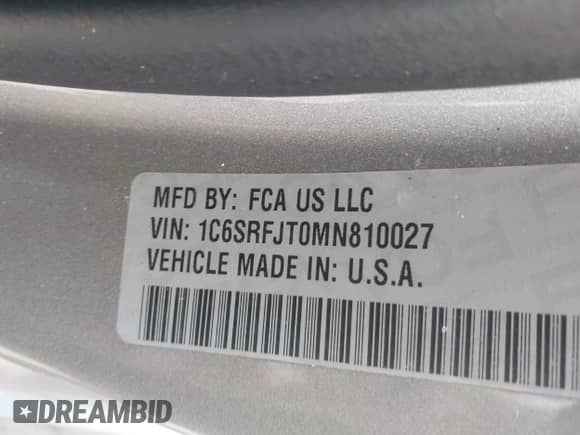 MFD BY: FCA US LLC
VIN: 1C6SRFJT0MN810027
VEHICLE MADE IN: U.S.A.
DREAMBID